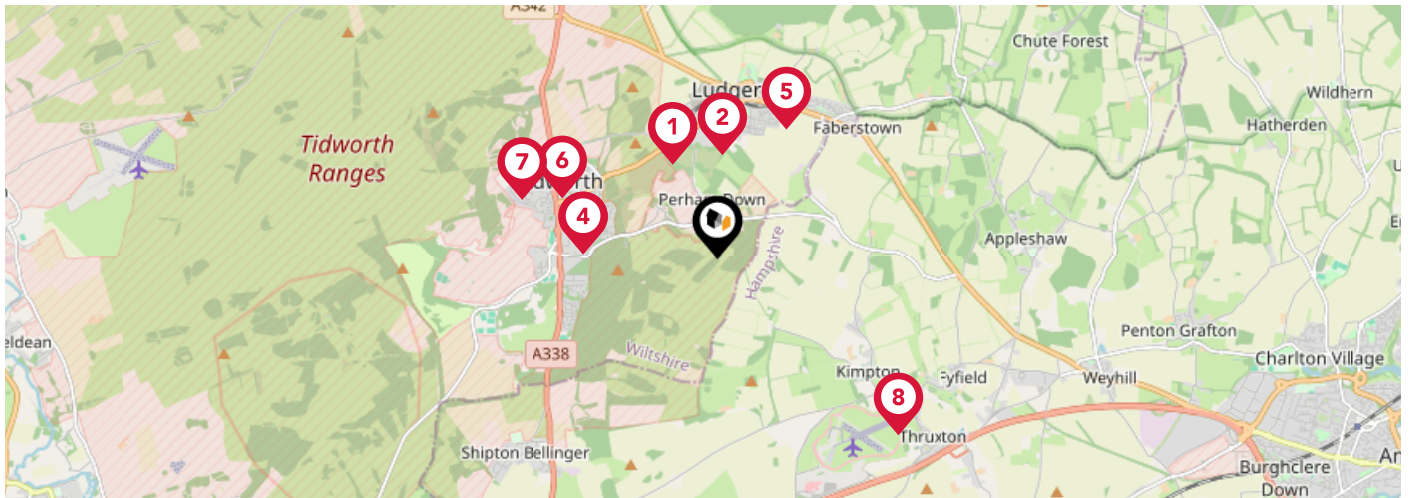 A342
Chute Forest
Ludger
5
Wildhern
1
2
Faberstown
Hatherden
Tidworth
Ranges
7
6
dworth
4
Perham Down
Appleshaw
Hampshire
Penton Grafton
eldean
A338
Wiltshire
Charlton Village
Kimpton
Fyfield
Weyhill
8
Thruxton
Shipton Bellinger
Burghclere
Down